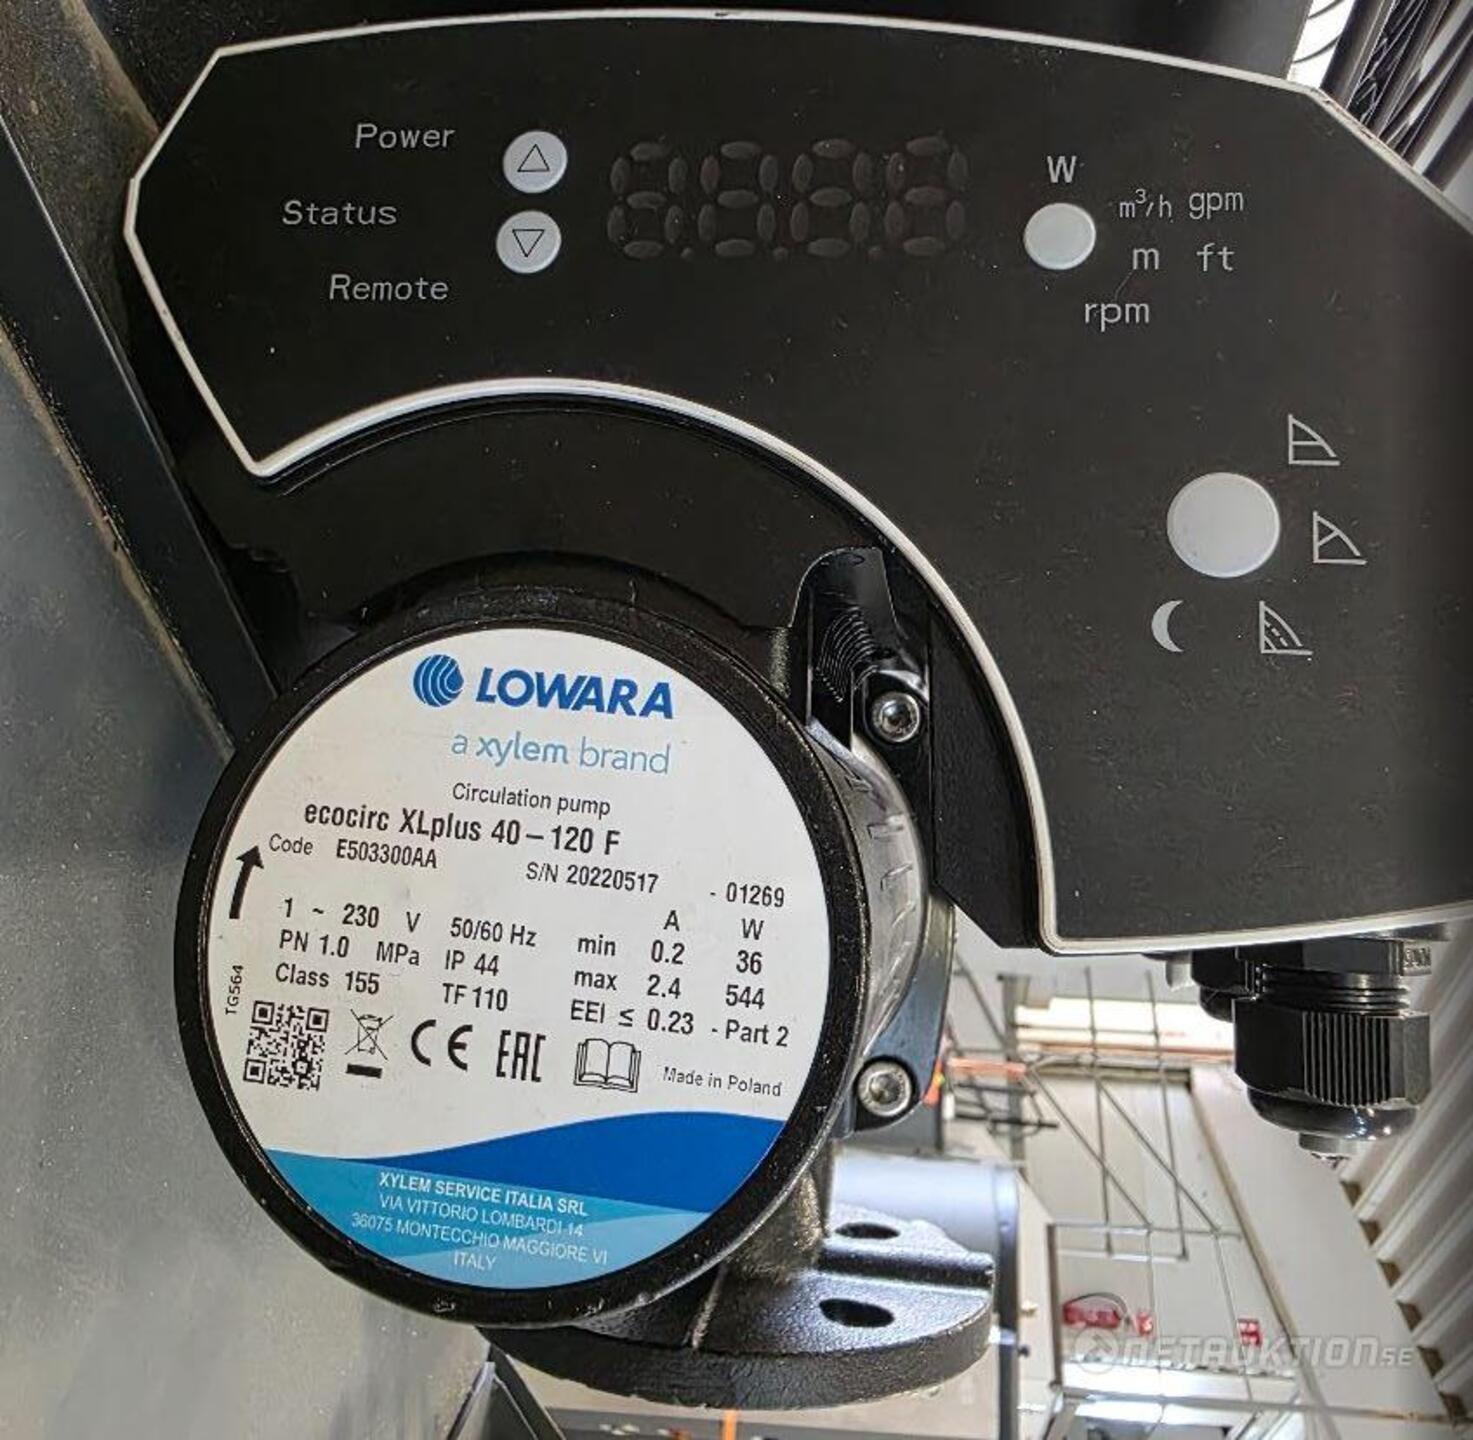 Power
Status
Remote
W
m³/h gpm
m ft
rpm
LOWARA
a xylem brand
Circulation pump
ecocirc XLplus 40-120 F
Code E503300AA
S/N 20220517 - 01269
1 ~ 230 V 50/60 Hz A W
PN 1.0 MPa IP 44 min 0.2 36
Class 155 TF 110 max 2.4 544
EEI ≤ 0.23 - Part 2
TG564
CE EAC
Made in Poland
XYLEM SERVICE ITALIA SRL
VIA VITTORIO LOMBARDI 14
36075 MONTECCHIO MAGGIORE VI
ITALY
NETAUKTION.SE